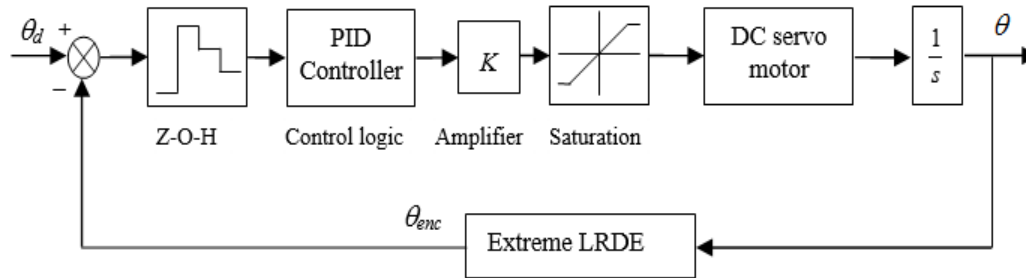 θd + −
Z-O-H
PID
Controller
Control logic
K
Amplifier
Saturation
DC servo
motor
1
s
θ
θenc
Extreme LRDE